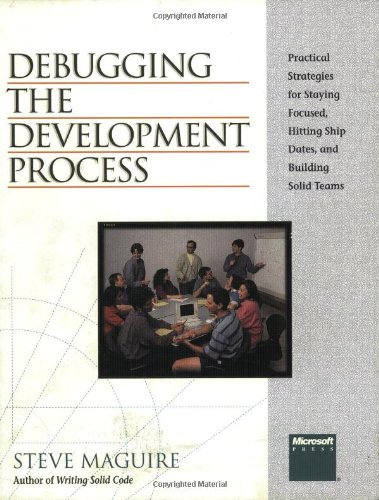 Copyrighted Material
DEBUGGING
THE
DEVELOPMENT
PROCESS
Practical
Strategies
for Staying
Focused,
Hitting Ship
Dates, and
Building
Solid Teams
STEVE MAGUIRE
Author of Writing Solid Code
Microsoft
PRESS
®
Copyrighted Material